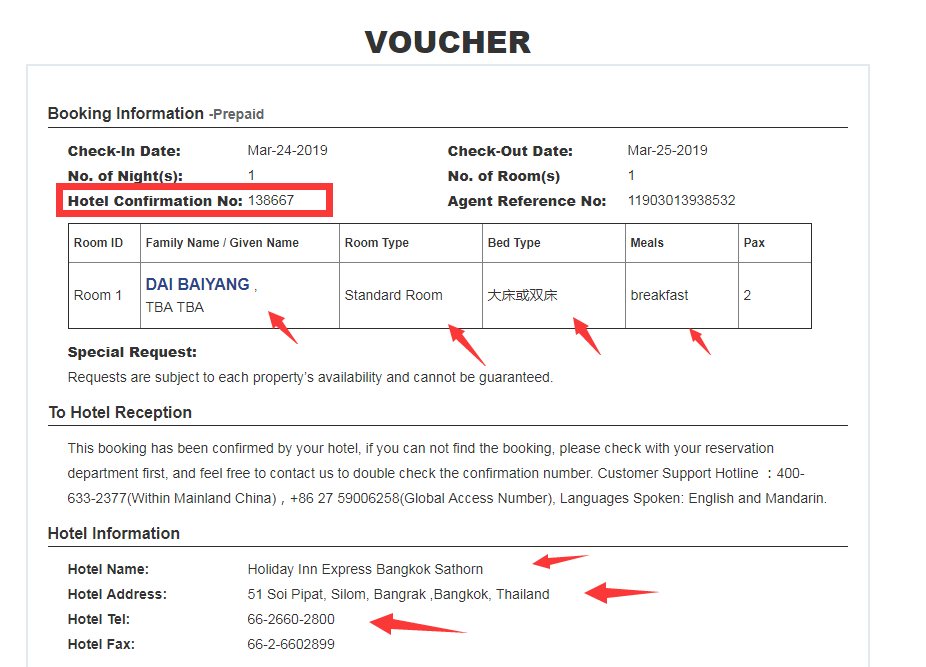 VOUCHER
Booking Information -Prepaid
Check-In Date: Mar-24-2019 Check-Out Date: Mar-25-2019
No. of Night(s): 1 No. of Room(s) 1
Hotel Confirmation No: 138667 Agent Reference No: 11903013938532
Room ID Family Name / Given Name Room Type Bed Type Meals Pax
Room 1 DAI BAIYANG , Standard Room 大床或双床 breakfast 2
TBA TBA
Special Request:
Requests are subject to each property's availability and cannot be guaranteed.
To Hotel Reception
This booking has been confirmed by your hotel, if you can not find the booking, please check with your reservation
department first, and feel free to contact us to double check the confirmation number. Customer Support Hotline ：400-
633-2377(Within Mainland China)，+86 27 59006258(Global Access Number), Languages Spoken: English and Mandarin.
Hotel Information
Hotel Name: Holiday Inn Express Bangkok Sathorn
Hotel Address: 51 Soi Pipat, Silom, Bangrak ,Bangkok, Thailand
Hotel Tel: 66-2660-2800
Hotel Fax: 66-2-6602899